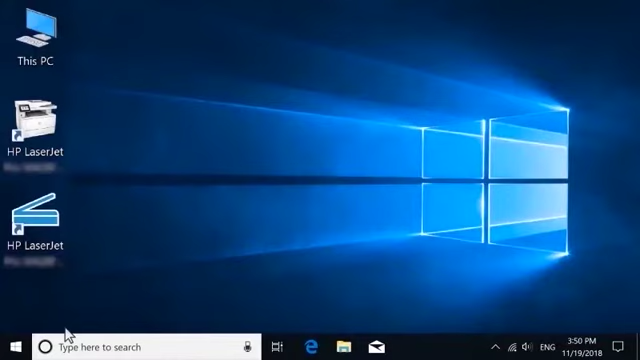 This PC
HP LaserJet
HP LaserJet
Type here to search
ENG
3:50 PM
11/19/2018